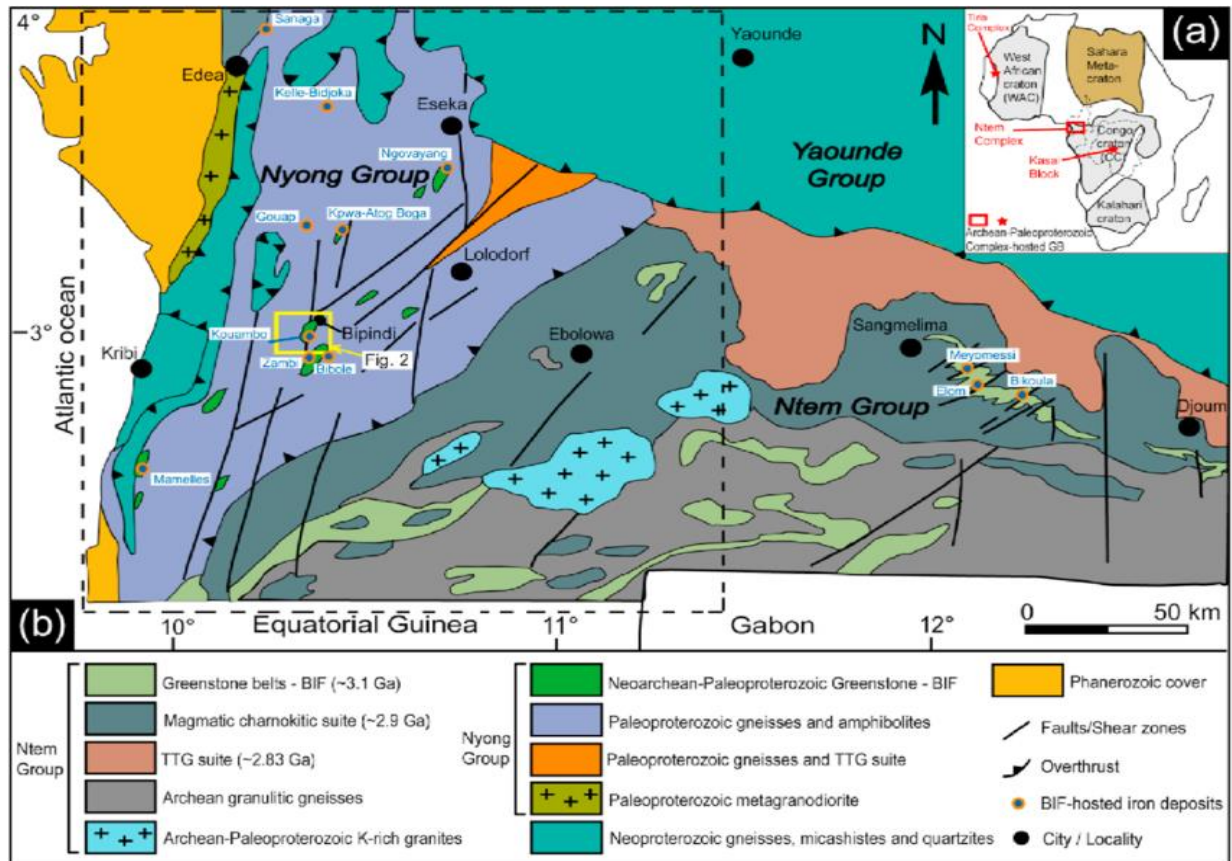 4°
Sanaga
Edea
Kelle-Bidjoka
Eseka
Yaounde
N
(a)
Tina
Complex
West
African
craton
(WAC)
Sahara
Meta-
craton
Ntem
Complex
Congo
craton
(CC)
Kasai
Block
Kalahari
craton
Archean-Paleoproterozoic
Complex-hosted GB
Ngovayang
Nyong Group
Yaounde
Group
Gouap
Kpwa-Atog Boga
Lolodorf
Atlantic ocean
3°
Kouambo
Bipindi
Fig. 2
Zambi
Bibole
Kribi
Ebolowa
Sangmelima
Meyomessi
Elom
Bikoula
Ntem Group
Djoum
Mamelles
(b)
10°
Equatorial Guinea
11°
Gabon
12°
0
50 km
Ntem
Group
Greenstone belts - BIF (~3.1 Ga)
Magmatic charnokitic suite (~2.9 Ga)
TTG suite (~2.83 Ga)
Archean granulitic gneisses
Archean-Paleoproterozoic K-rich granites
Nyong
Group
Neoarchean-Paleoproterozoic Greenstone - BIF
Paleoproterozoic gneisses and amphibolites
Paleoproterozoic gneisses and TTG suite
Paleoproterozoic metagranodiorite
Neoproterozoic gneisses, micashistes and quartzites
Phanerozoic cover
Faults/Shear zones
Overthrust
BIF-hosted iron deposits
City / Locality